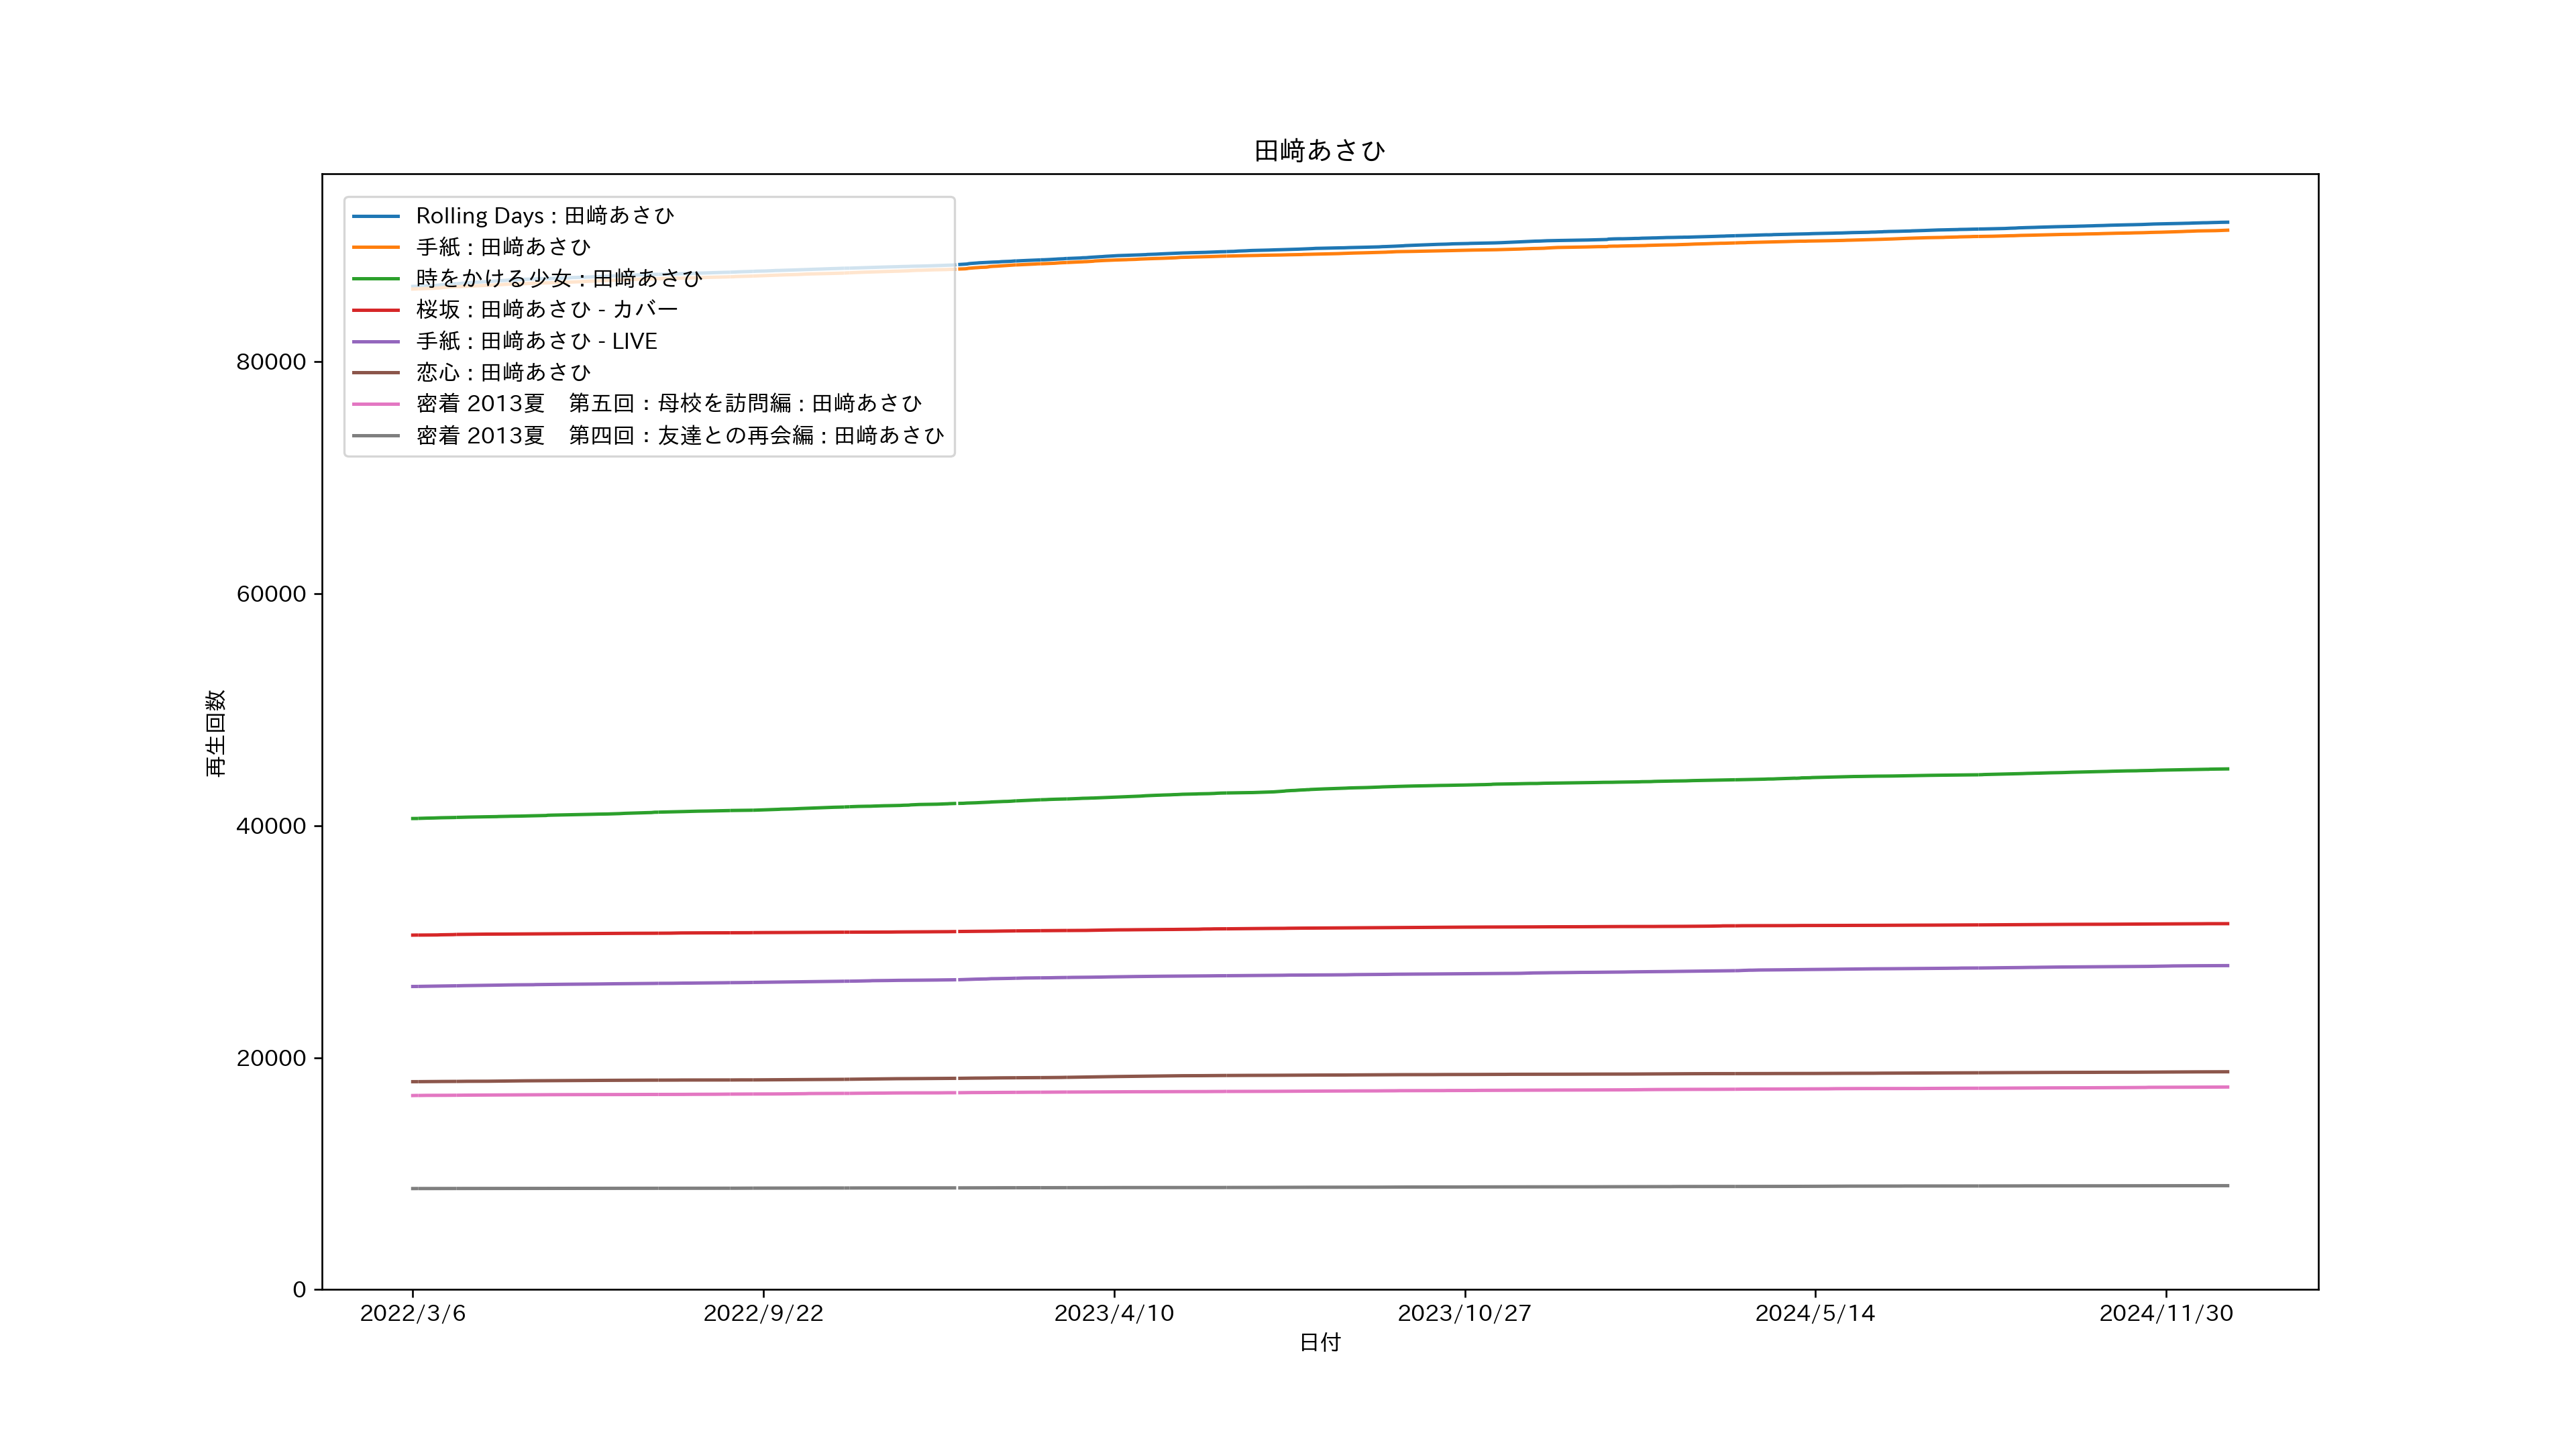 田﨑あさひ
Rolling Days : 田﨑あさひ
手紙 : 田﨑あさひ
時をかける少女 : 田﨑あさひ
桜坂 : 田﨑あさひ - カバー
手紙 : 田﨑あさひ - LIVE
恋心 : 田﨑あさひ
密着 2013夏　第五回：母校を訪問編 : 田﨑あさひ
密着 2013夏　第四回：友達との再会編 : 田﨑あさひ
再生回数
80000
60000
40000
20000
0
2022/3/6 2022/9/22 2023/4/10 2023/10/27 2024/5/14 2024/11/30
日付